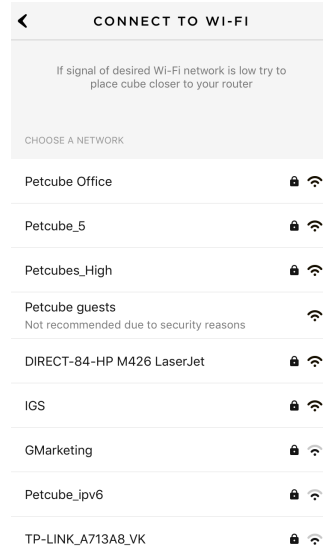 CONNECT TO WI-FI
If signal of desired Wi-Fi network is low try to
place cube closer to your router
CHOOSE A NETWORK
Petcube Office
Petcube_5
Petcubes_High
Petcube guests
Not recommended due to security reasons
DIRECT-84-HP M426 LaserJet
IGS
GMarketing
Petcube_ipv6
TP-LINK_A713A8_VK